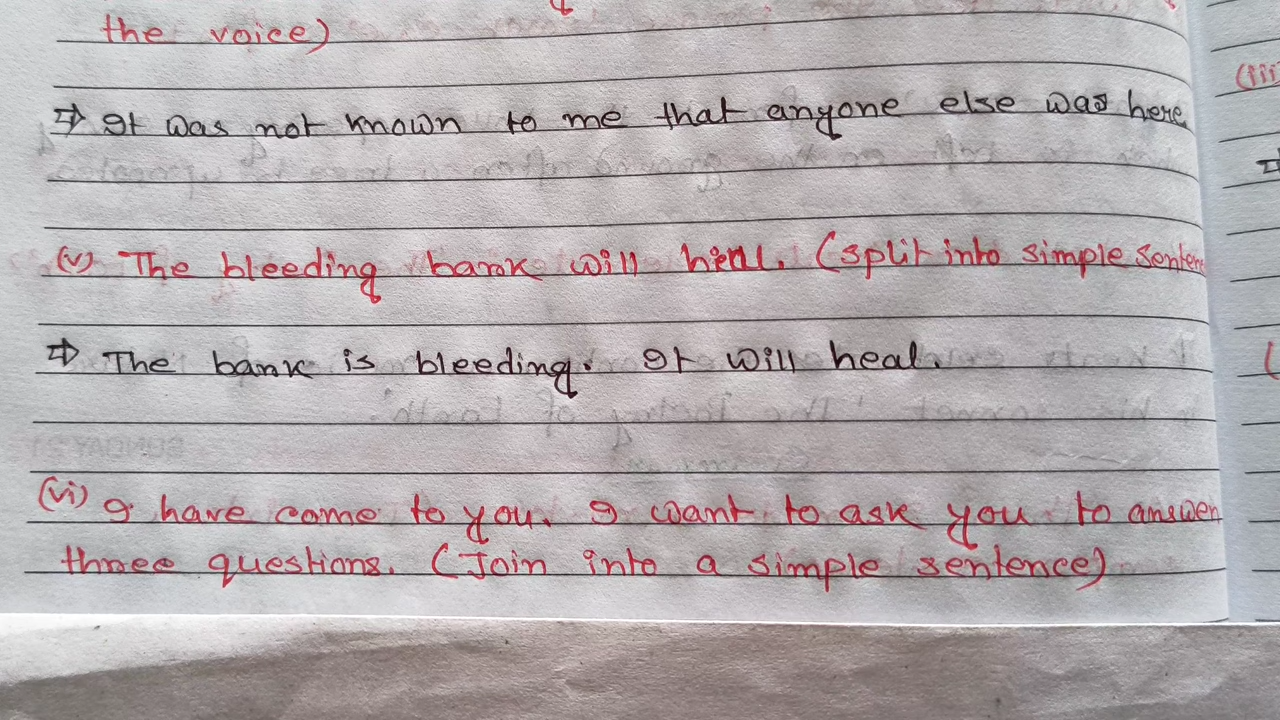 the voice)
⇒ It was not known to me that anyone else was here
(v) The bleeding bank will heal. (split into simple senten
⇒ The bank is bleeding. It will heal.
(vi) I have come to you. I want to ask you to answer
three questions. (Join into a simple sentence)
(iii